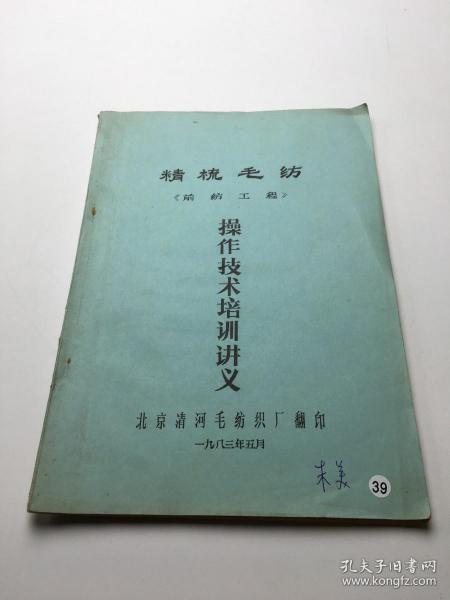 精梳毛纺
《前纺工程》
操作技术培训讲义
北京清河毛纺织厂翻印
一九八三年五月
39
孔夫子旧书网
www.kongfz.com